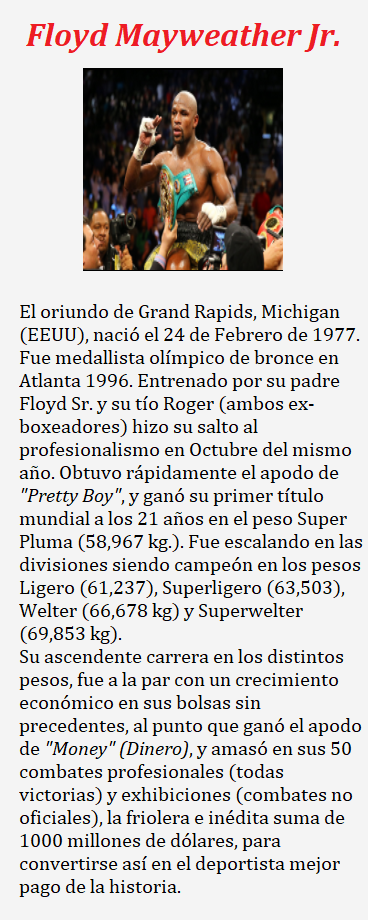 Floyd Mayweather Jr.
El oriundo de Grand Rapids, Michigan
(EEUU), nació el 24 de Febrero de 1977.
Fue medallista olímpico de bronce en
Atlanta 1996. Entrenado por su padre
Floyd Sr. y su tío Roger (ambos ex-
boxeadores) hizo su salto al
profesionalismo en Octubre del mismo
año. Obtuvo rápidamente el apodo de
"Pretty Boy", y ganó su primer título
mundial a los 21 años en el peso Super
Pluma (58,967 kg.). Fue escalando en las
divisiones siendo campeón en los pesos
Ligero (61,237), Superligero (63,503),
Welter (66,678 kg) y Superwelter
(69,853 kg).
Su ascendente carrera en los distintos
pesos, fue a la par con un crecimiento
económico en sus bolsas sin
precedentes, al punto que ganó el apodo
de "Money" (Dinero), y amasó en sus 50
combates profesionales (todas
victorias) y exhibiciones (combates no
oficiales), la friolera e inédita suma de
1000 millones de dólares, para
convertirse así en el deportista mejor
pago de la historia.